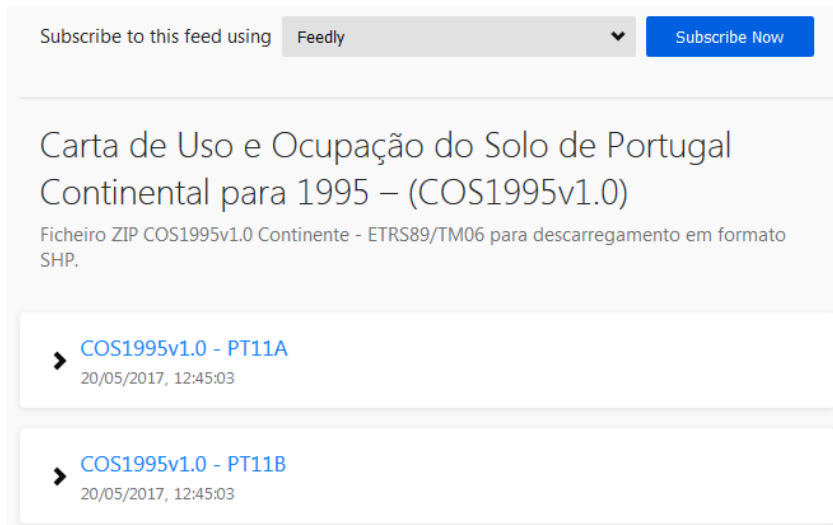 Subscribe to this feed using Feedly Subscribe Now
Carta de Uso e Ocupação do Solo de Portugal
Continental para 1995 – (COS1995v1.0)
Ficheiro ZIP COS1995v1.0 Continente - ETRS89/TM06 para descarregamento em formato
SHP.
COS1995v1.0 - PT11A
20/05/2017, 12:45:03
COS1995v1.0 - PT11B
20/05/2017, 12:45:03